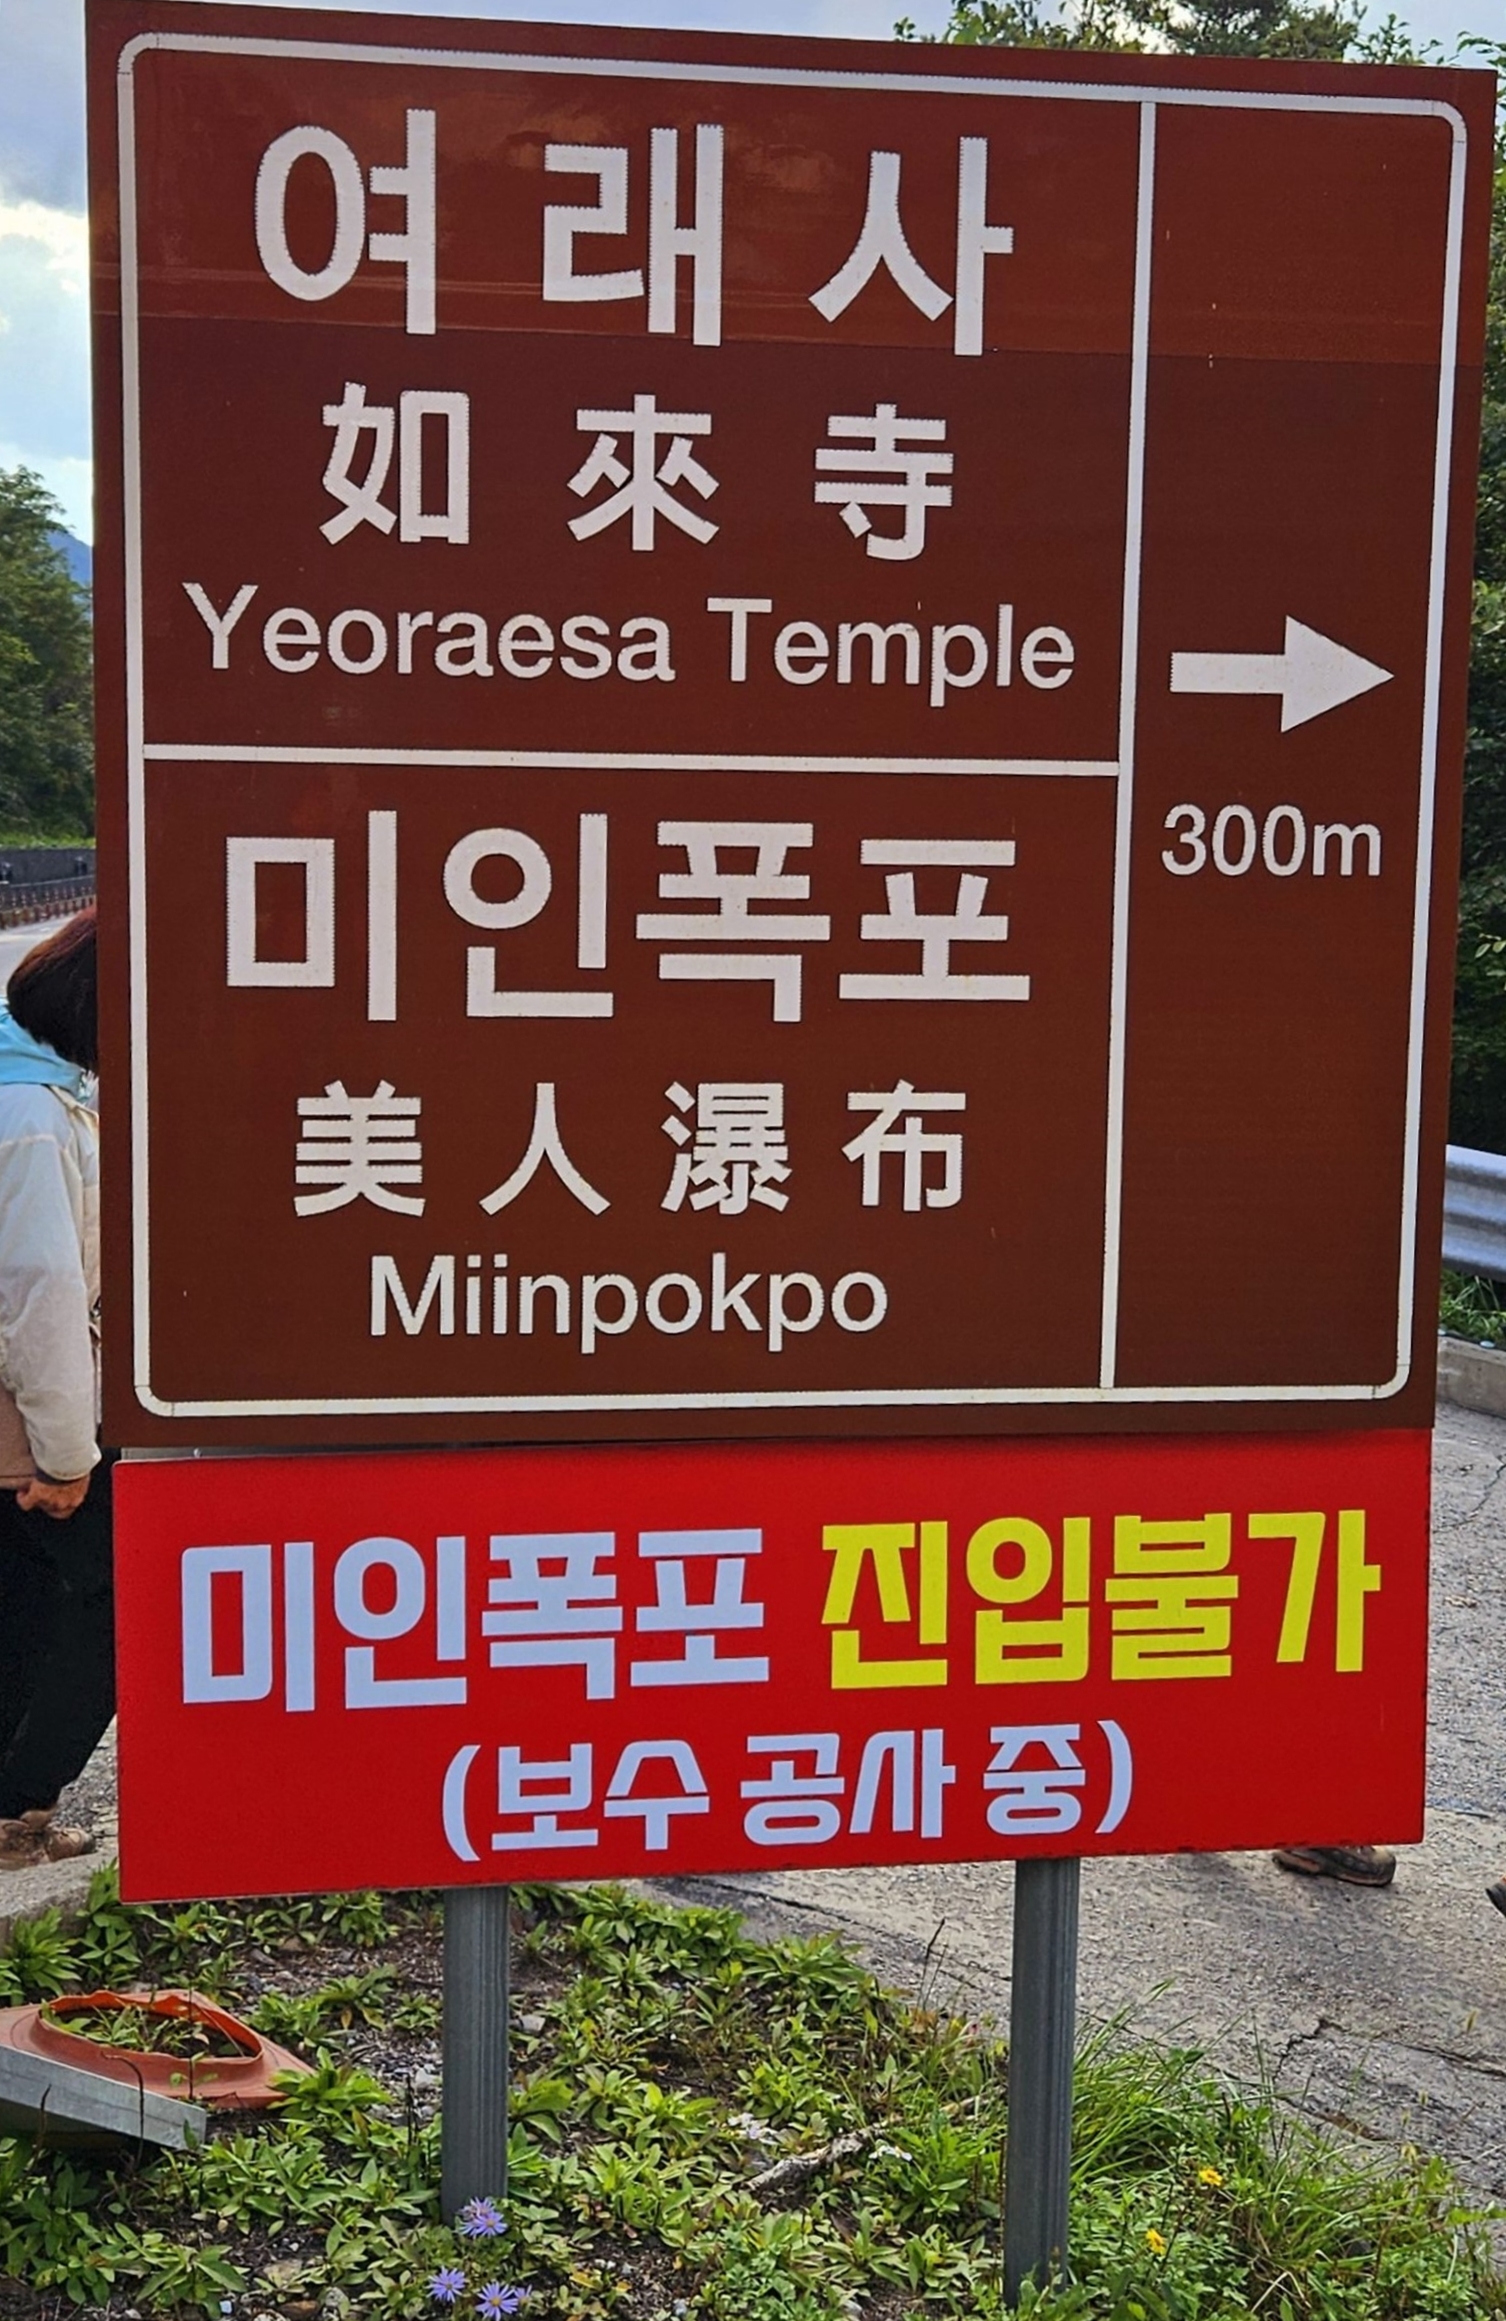 여래사
如來寺
Yeoraesa Temple
300m
미인폭포
美人瀑布
Miinpokpo
미인폭포 진입불가
(보수 공사 중)